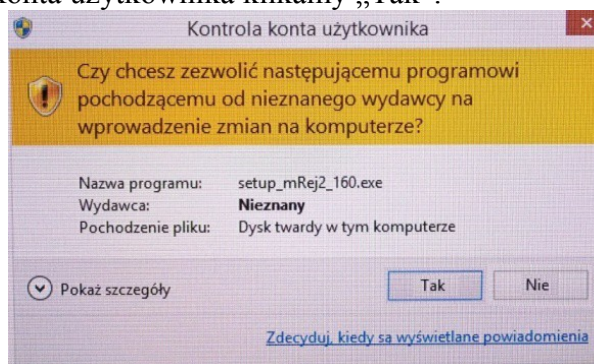 konta użytkownika klikamy „Tak”.
Kontrola konta użytkownika
Czy chcesz zezwolić następującemu programowi
pochodzącemu od nieznanego wydawcy na
wprowadzenie zmian na komputerze?
Nazwa programu: setup_mRej2_160.exe
Wydawca: Nieznany
Pochodzenie pliku: Dysk twardy w tym komputerze
Pokaż szczegóły
Tak
Nie
Zdecyduj, kiedy są wyświetlane powiadomienia